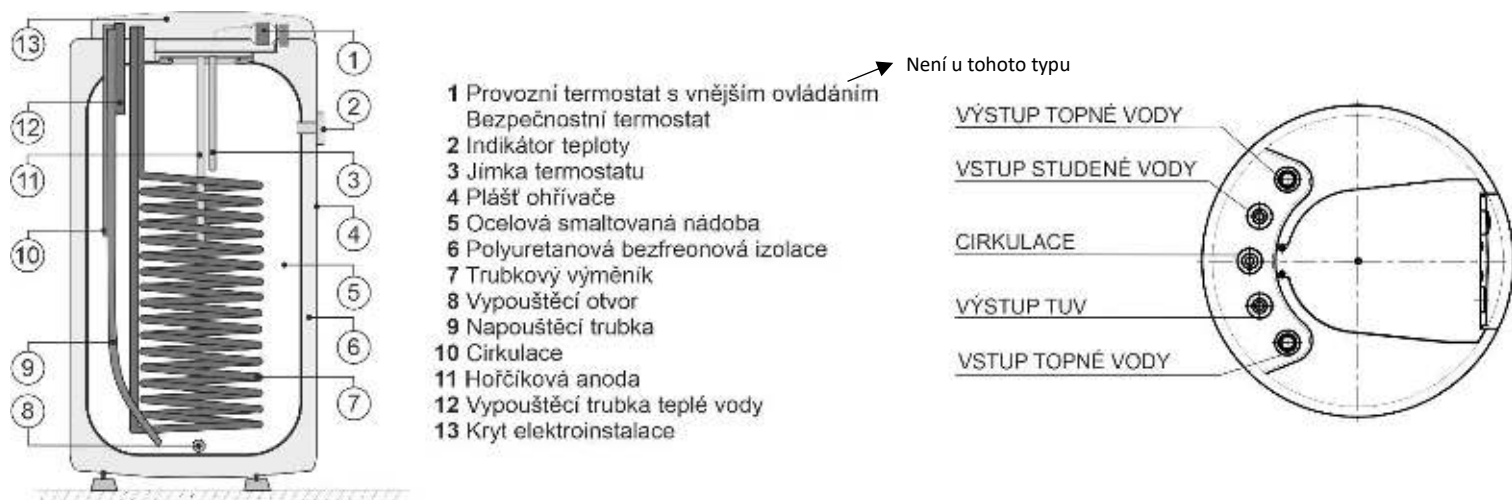 13
12
11
10
9
8
1
2
3
4
5
6
7
Není u tohoto typu
1 Provozní termostat s vnějším ovládáním
Bezpečnostní termostat
2 Indikátor teploty
3 Jímka termostatu
4 Plášť ohřívače
5 Ocelová smaltovaná nádoba
6 Polyuretanová bezfreonová izolace
7 Trubkový výměník
8 Vypouštěcí otvor
9 Napouštěcí trubka
10 Cirkulace
11 Hořčíková anoda
12 Vypouštěcí trubka teplé vody
13 Kryt elektroinstalace
VÝSTUP TOPNÉ VODY
VSTUP STUDENÉ VODY
CIRKULACE
VÝSTUP TUV
VSTUP TOPNÉ VODY